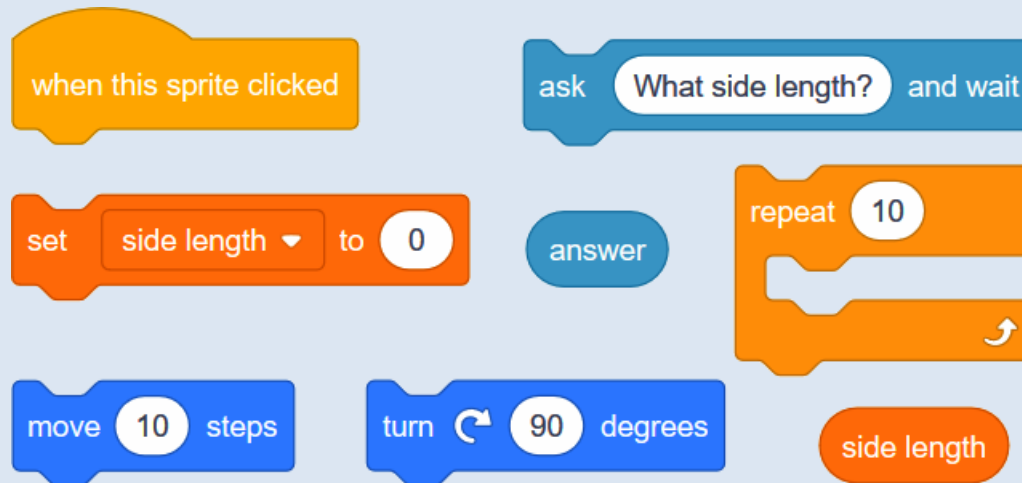 when this sprite clicked
ask What side length? and wait
repeat 10
set side length to 0
answer
move 10 steps
turn 90 degrees
side length